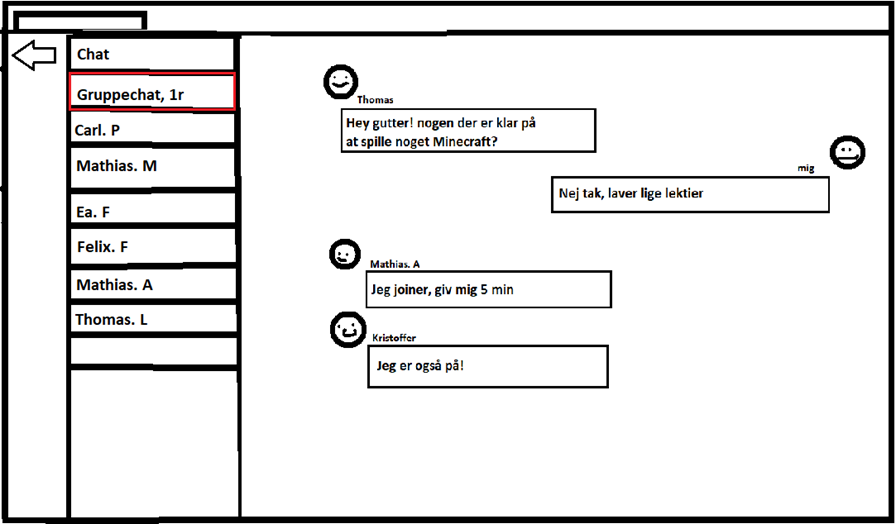 Chat
Gruppechat, 1r
Carl. P
Mathias. M
Ea. F
Felix. F
Mathias. A
Thomas. L
Thomas
Hey gutter! nogen der er klar på
at spille noget Minecraft?
mig
Nej tak, laver lige lektier
Mathias. A
Jeg joiner, giv mig 5 min
Kristoffer
Jeg er også på!